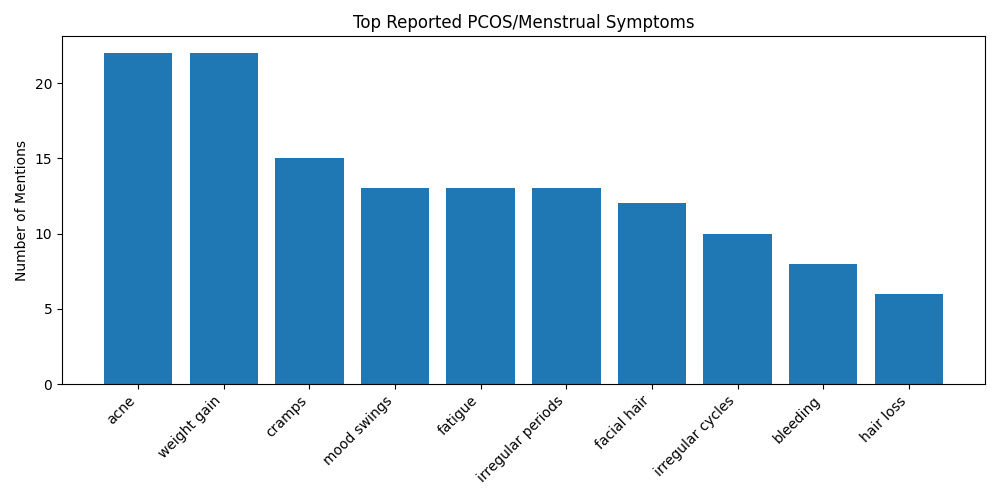 Top Reported PCOS/Menstrual Symptoms
Number of Mentions
20
15
10
5
0
acne
weight gain
cramps
mood swings
fatigue
irregular periods
facial hair
irregular cycles
bleeding
hair loss